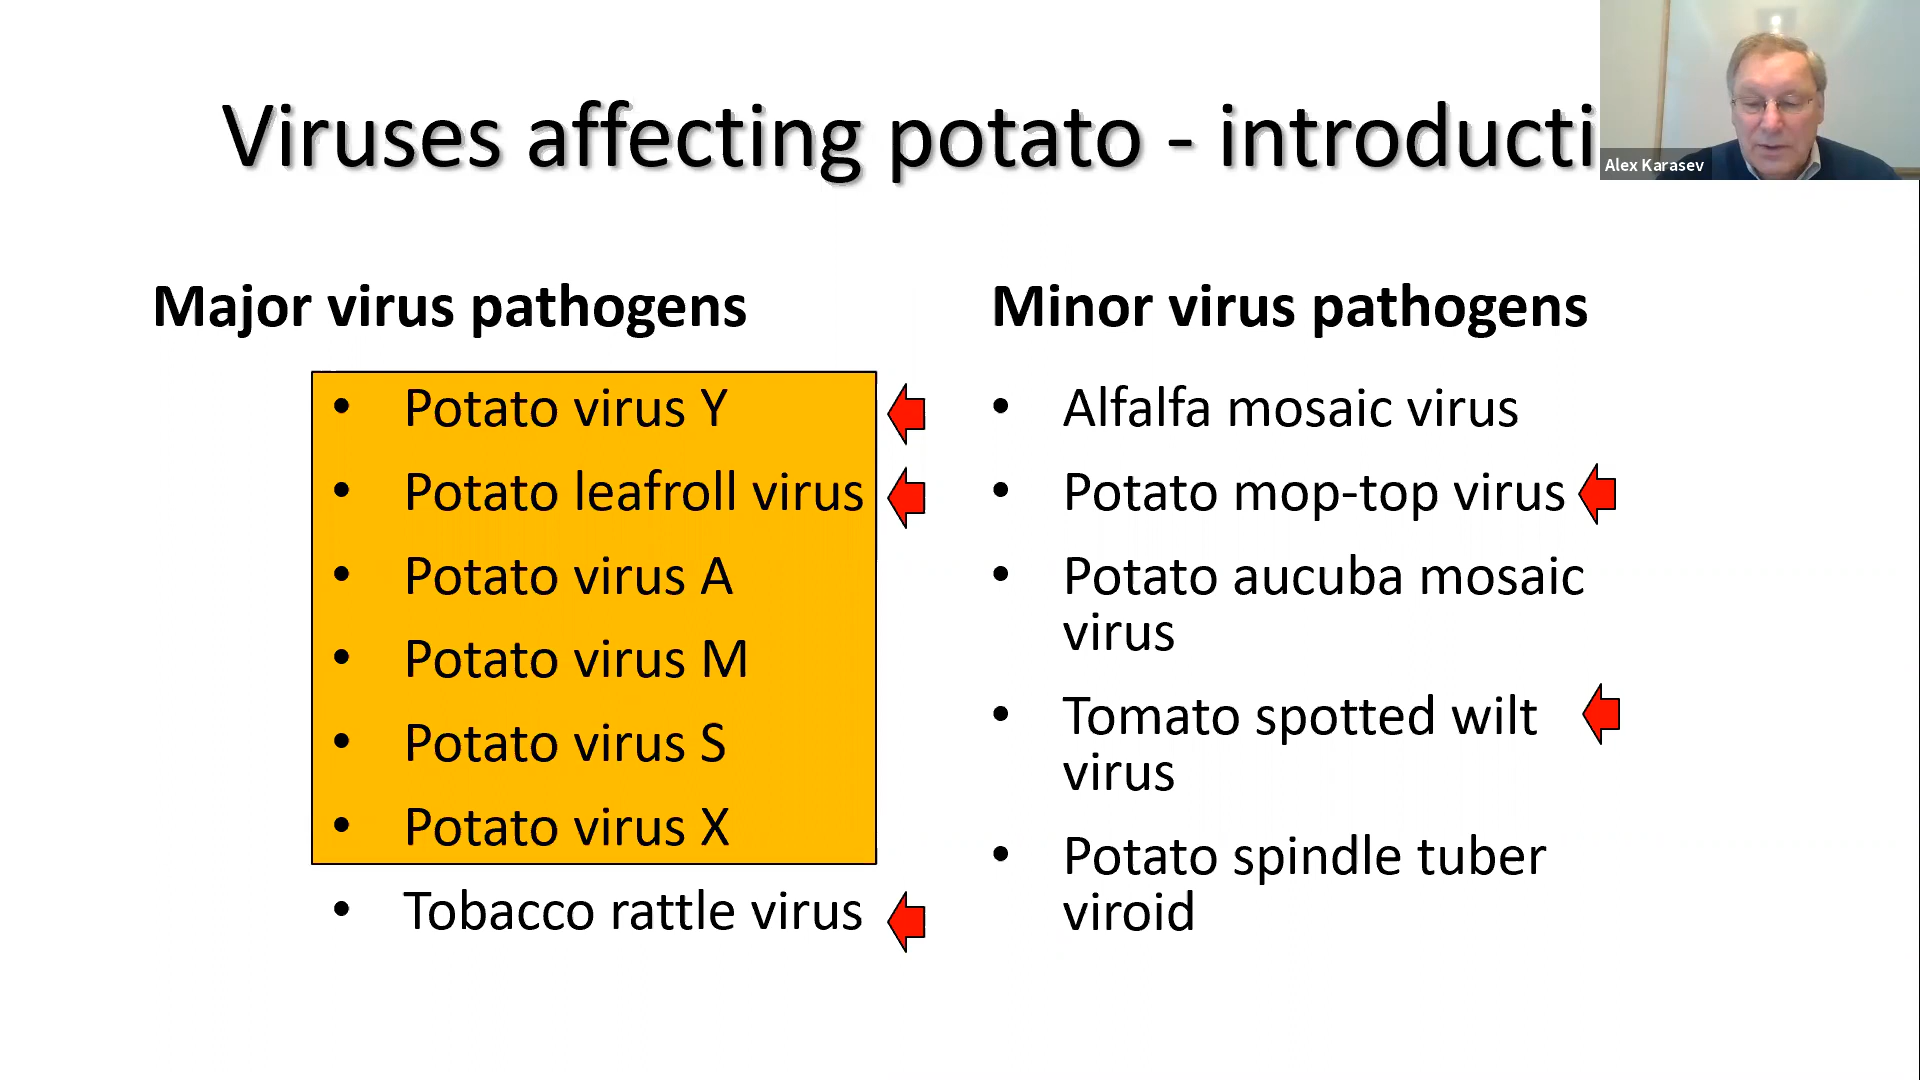 Viruses affecting potato - introducti
Alex Karasev
Major virus pathogens
• Potato virus Y
• Potato leafroll virus
• Potato virus A
• Potato virus M
• Potato virus S
• Potato virus X
• Tobacco rattle virus
Minor virus pathogens
• Alfalfa mosaic virus
• Potato mop-top virus
• Potato aucuba mosaic
virus
• Tomato spotted wilt
virus
• Potato spindle tuber
viroid